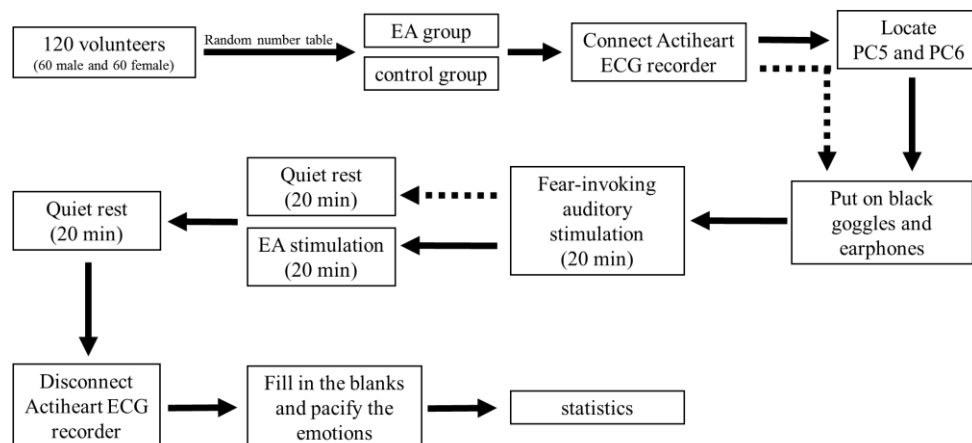 120 volunteers
(60 male and 60 female)
Random number table
EA group
control group
Connect Actiheart
ECG recorder
Locate
PC5 and PC6
Put on black
goggles and
earphones
Fear-invoking
auditory
stimulation
(20 min)
Quiet rest
(20 min)
EA stimulation
(20 min)
Quiet rest
(20 min)
Disconnect
Actiheart ECG
recorder
Fill in the blanks
and pacify the
emotions
statistics